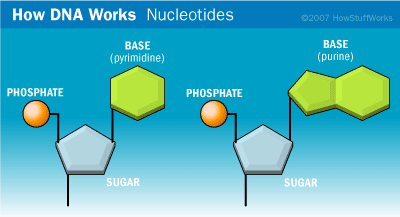 How DNA Works Nucleotides
©2007 HowStuffWorks
BASE
(pyrimidine)
PHOSPHATE
SUGAR
BASE
(purine)
PHOSPHATE
SUGAR